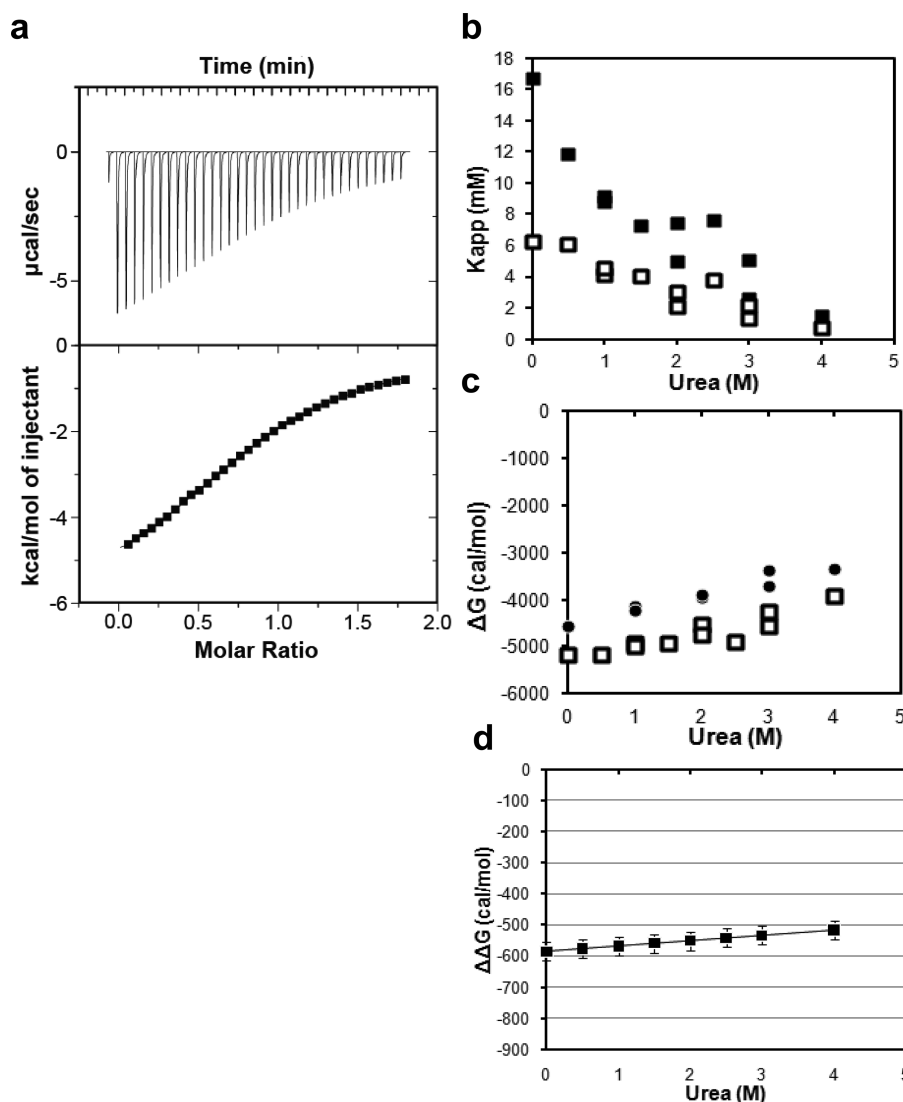 a
Time (min)
0
-5
µcal/sec
0
-2
-4
-6
kcal/mol of injectant
0.0 0.5 1.0 1.5 2.0
Molar Ratio
b
18
16
14
12
10
8
6
4
2
0
Kapp (mM)
0 1 2 3 4 5
Urea (M)
c
0
-1000
-2000
-3000
-4000
-5000
-6000
ΔG (cal/mol)
0 1 2 3 4 5
Urea (M)
d
0
-100
-200
-300
-400
-500
-600
-700
-800
-900
ΔΔG (cal/mol)
0 1 2 3 4 5
Urea (M)